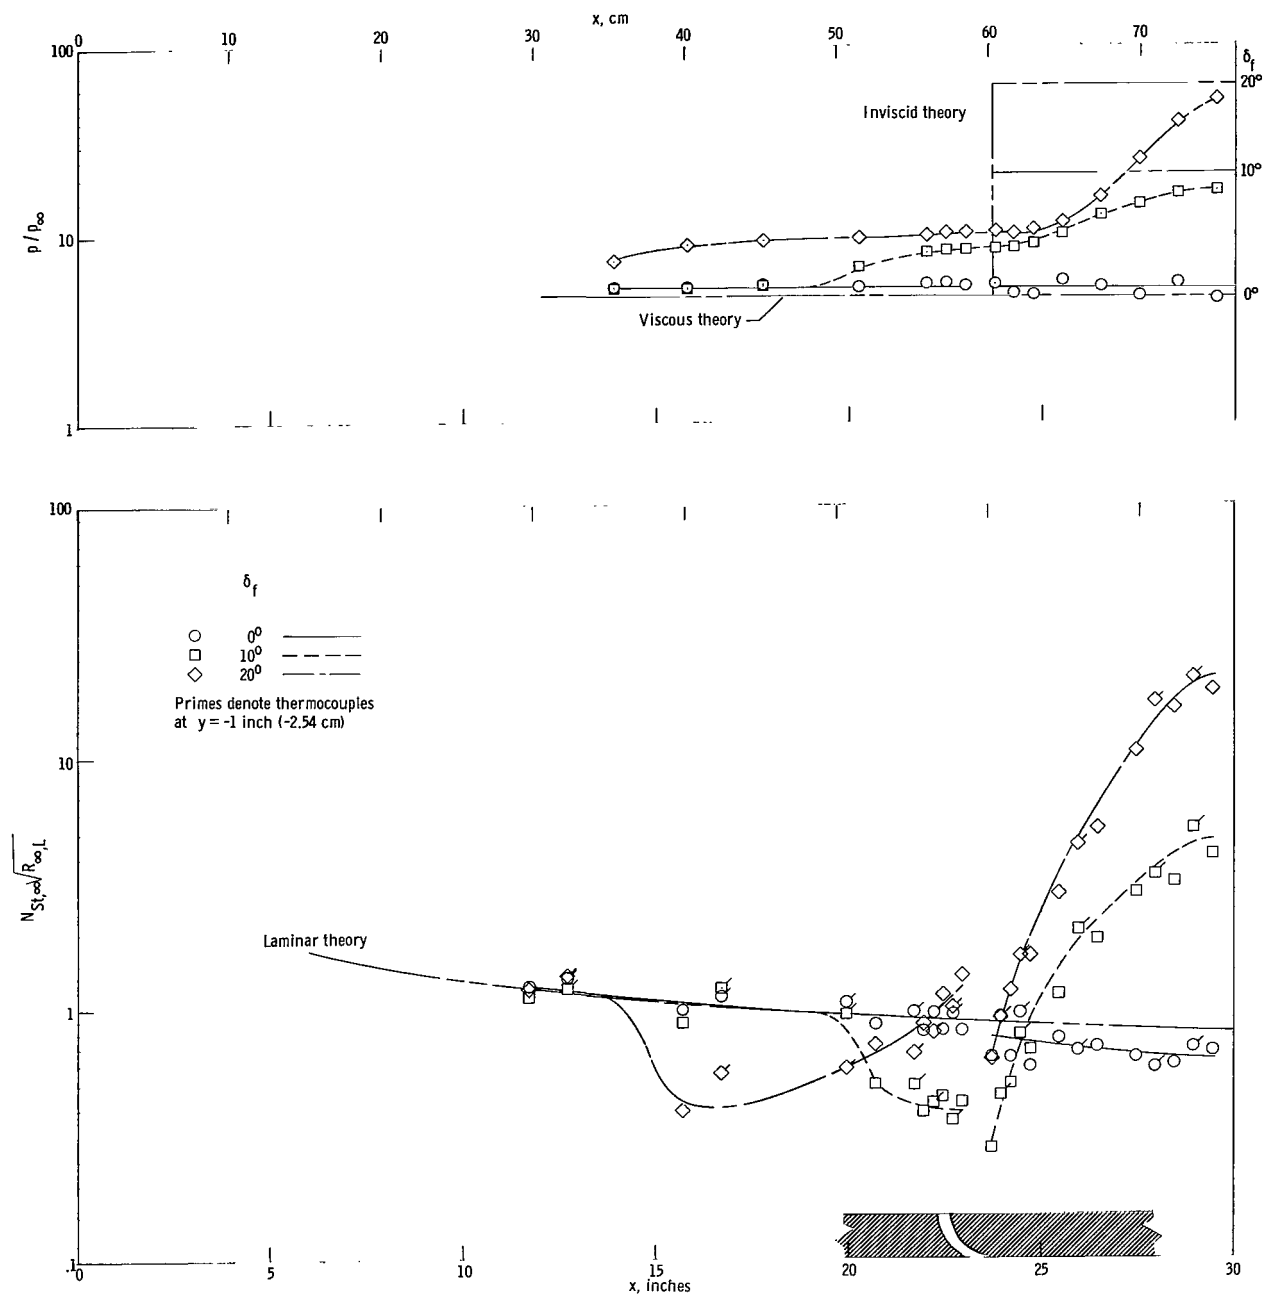 x, cm
0 10 20 30 40 50 60 70
100
δf
20°
Inviscid theory
10°
p/p∞
10
0°
Viscous theory
1
100
δf
0°
10°
20°
Primes denote thermocouples
at y = -1 inch (-2.54 cm)
10
N St,∞ √R∞,L
Laminar theory
1
.1
0 5 10 15 20 25 30
x, inches